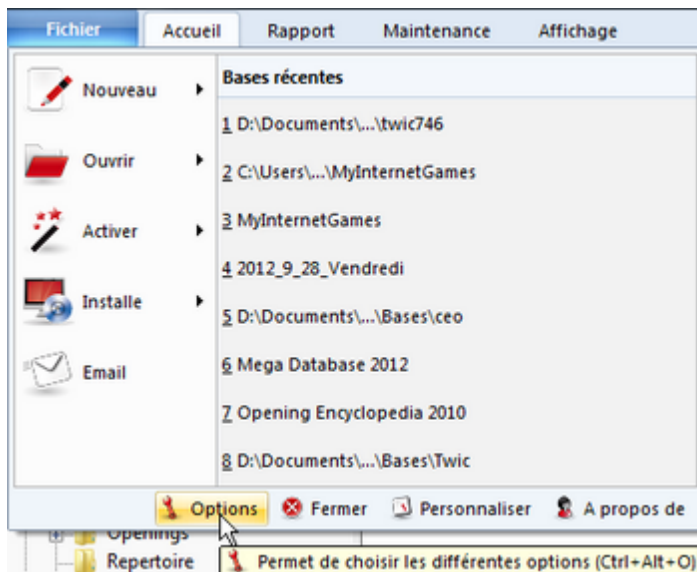 Fichier Accueil Rapport Maintenance Affichage
Nouveau
Ouvrir
Activer
Installe
Email
Bases récentes
1 D:\Documents\...\twic746
2 C:\Users\...\MyInternetGames
3 MyInternetGames
4 2012_9_28_Vendredi
5 D:\Documents\...\Bases\ceo
6 Mega Database 2012
7 Opening Encyclopedia 2010
8 D:\Documents\...\Bases\Twic
Options Fermer Personnaliser A propos de
Openings
Repertoire
Permet de choisir les différentes options (Ctrl+Alt+O)